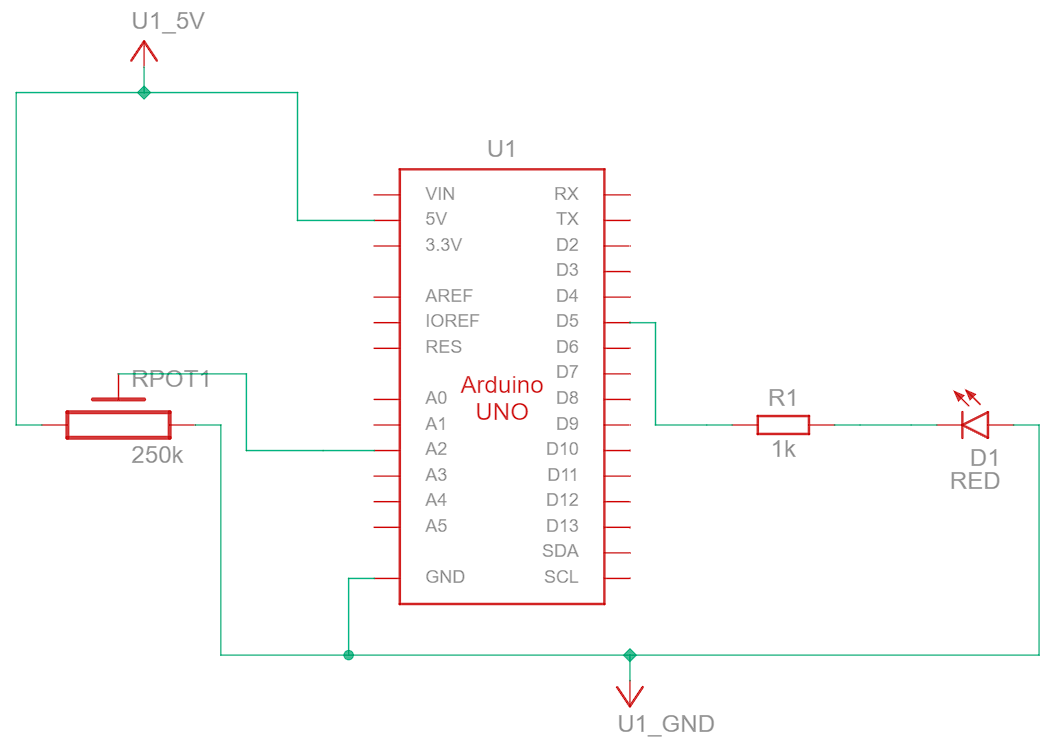 U1_5V
U1
VIN
5V
3.3V
AREF
IOREF
RES
A0
A1
A2
A3
A4
A5
GND
Arduino
UNO
RX
TX
D2
D3
D4
D5
D6
D7
D8
D9
D10
D11
D12
D13
SDA
SCL
RPOT1
250k
R1
1k
D1
RED
U1_GND